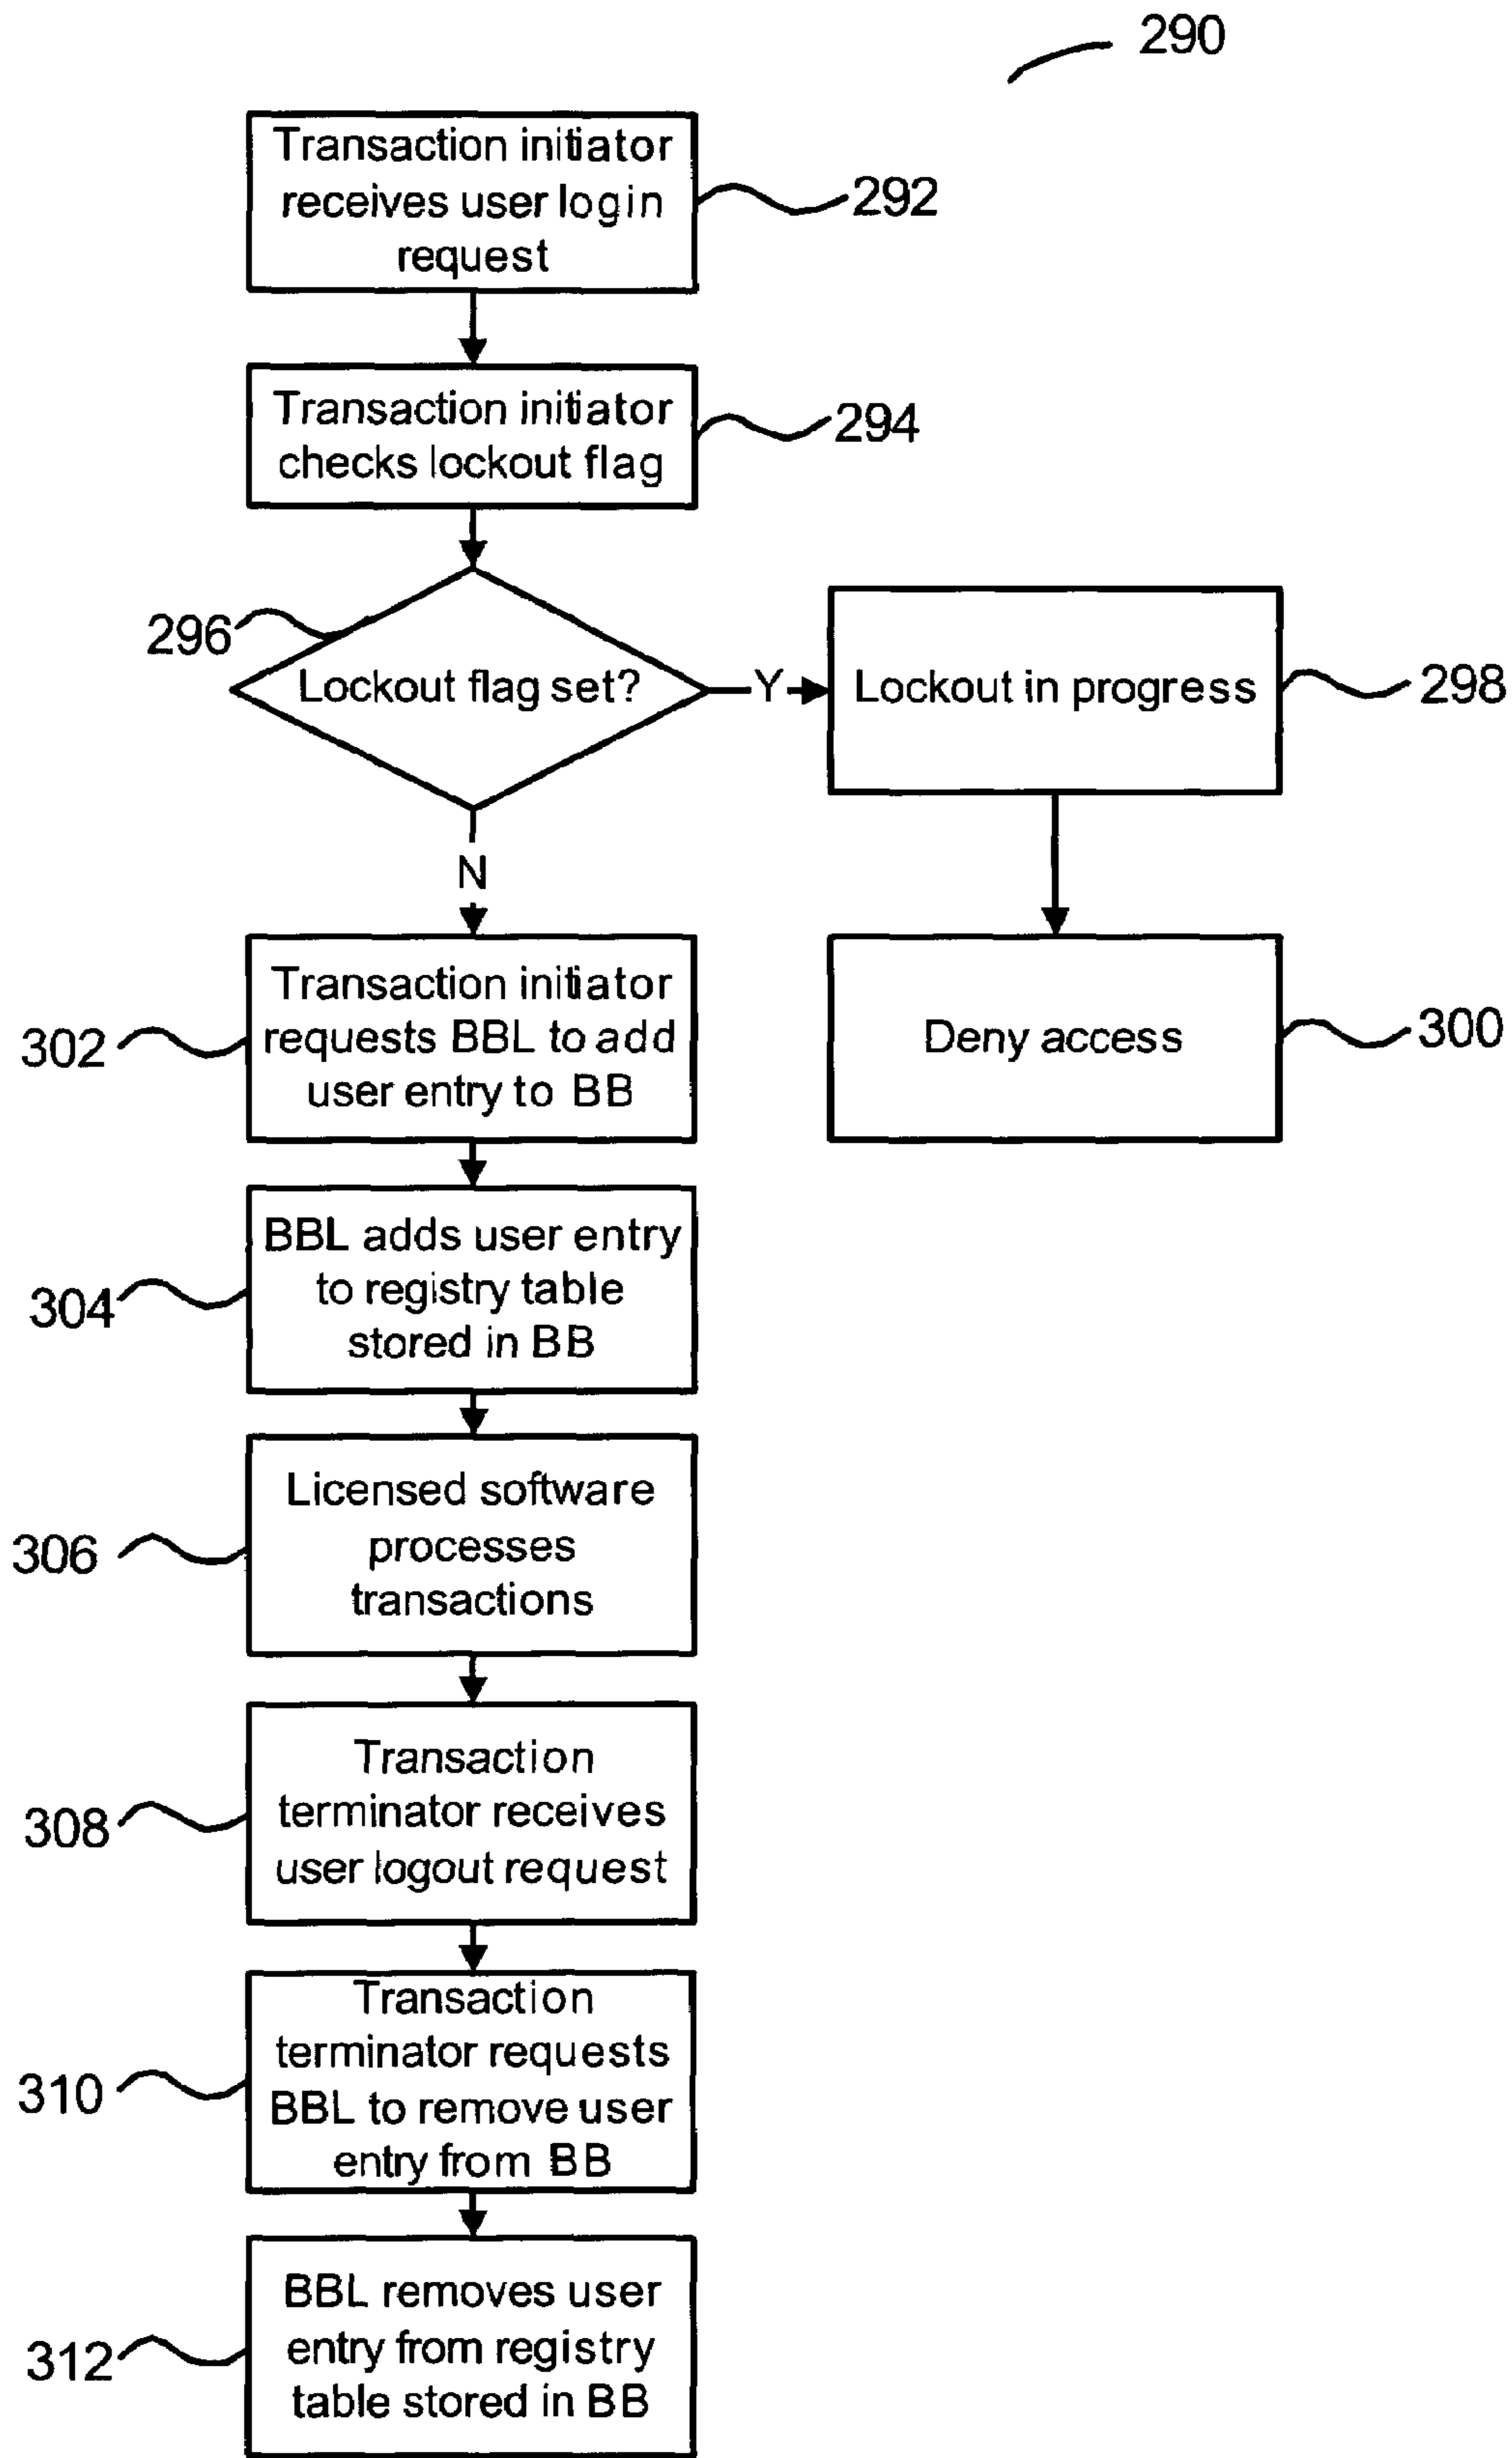 290
Transaction initiator
receives user login
request
292
Transaction initiator
checks lockout flag
294
296
Lockout flag set?
Y
Lockout in progress
298
N
Transaction initiator
requests BBL to add
user entry to BB
302
Deny access
300
BBL adds user entry
to registry table
stored in BB
304
Licensed software
processes
transactions
306
Transaction
terminator receives
user logout request
308
Transaction
terminator requests
BBL to remove user
entry from BB
310
BBL removes user
entry from registry
table stored in BB
312